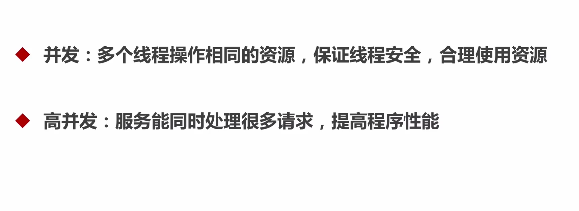 并发：多个线程操作相同的资源，保证线程安全，合理使用资源
高并发：服务能同时处理很多请求，提高程序性能